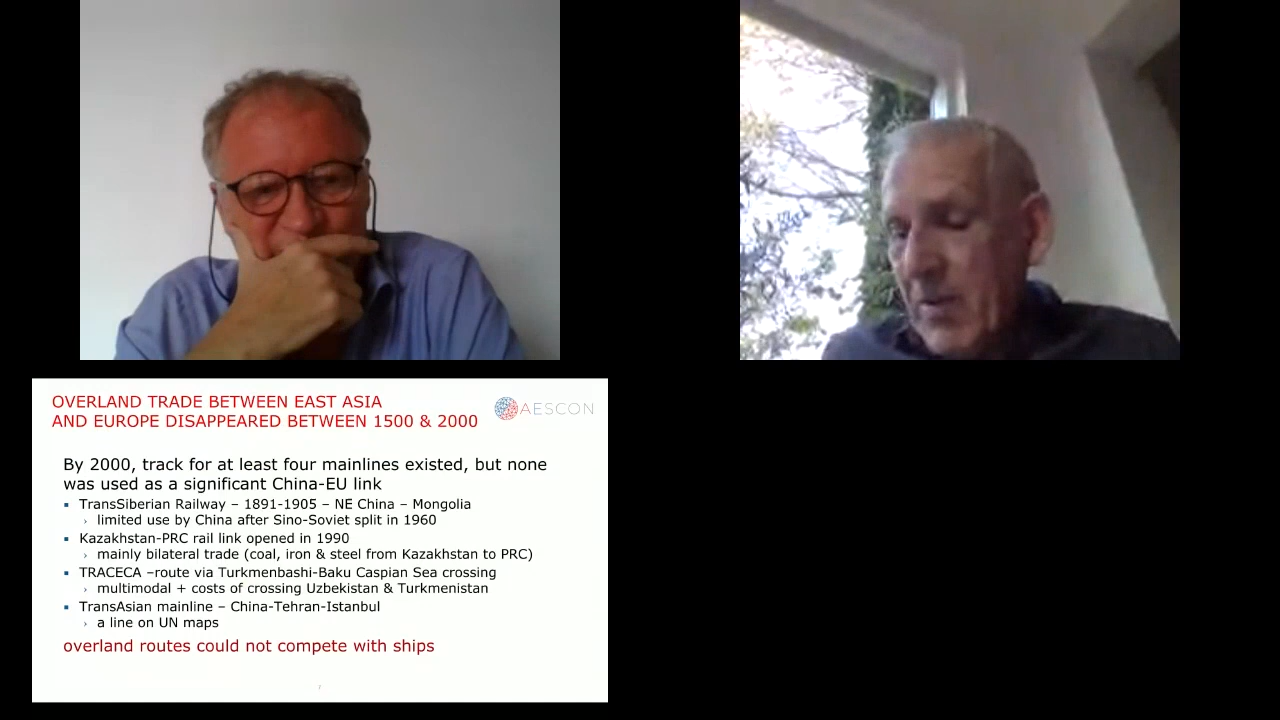 OVERLAND TRADE BETWEEN EAST ASIA
AND EUROPE DISAPPEARED BETWEEN 1500 & 2000
AESCON
By 2000, track for at least four mainlines existed, but none
was used as a significant China-EU link
▪ TransSiberian Railway – 1891-1905 – NE China – Mongolia
› limited use by China after Sino-Soviet split in 1960
▪ Kazakhstan-PRC rail link opened in 1990
› mainly bilateral trade (coal, iron & steel from Kazakhstan to PRC)
▪ TRACECA –route via Turkmenbashi-Baku Caspian Sea crossing
› multimodal + costs of crossing Uzbekistan & Turkmenistan
▪ TransAsian mainline – China-Tehran-Istanbul
› a line on UN maps
overland routes could not compete with ships